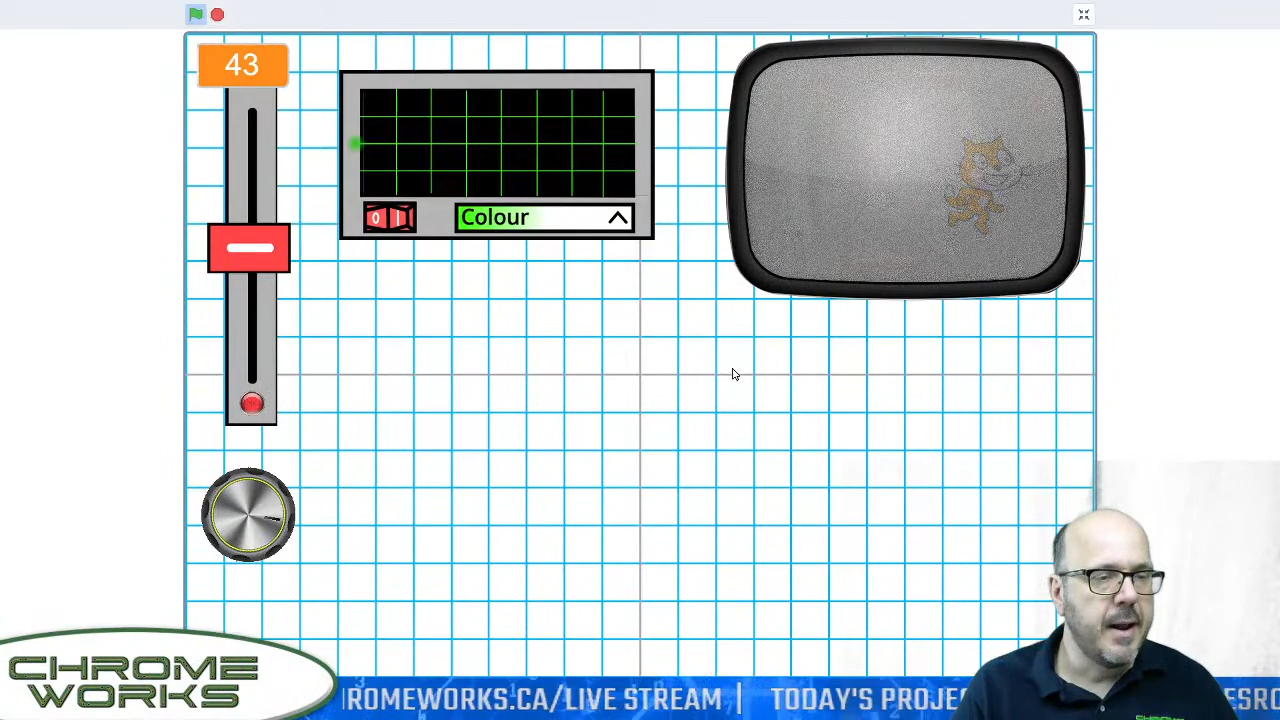 43
0
Colour
CHROME
WORKS
ROMEWORKS.CA/LIVE STREAM | TODAY'S PROJE